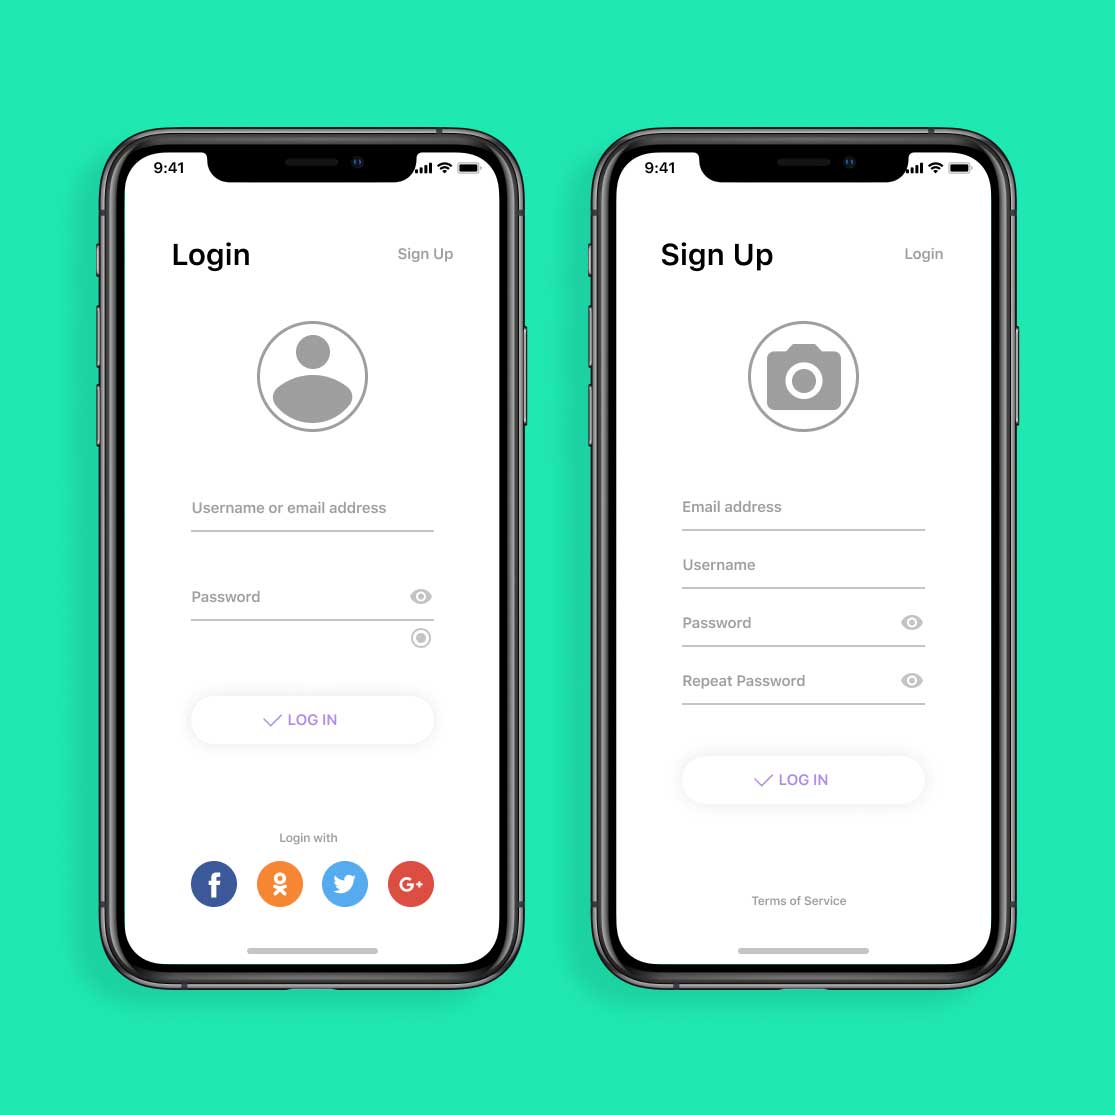 9:41
Login
Sign Up
Username or email address
Password
LOG IN
Login with
f
G+
9:41
Sign Up
Login
Email address
Username
Password
Repeat Password
LOG IN
Terms of Service